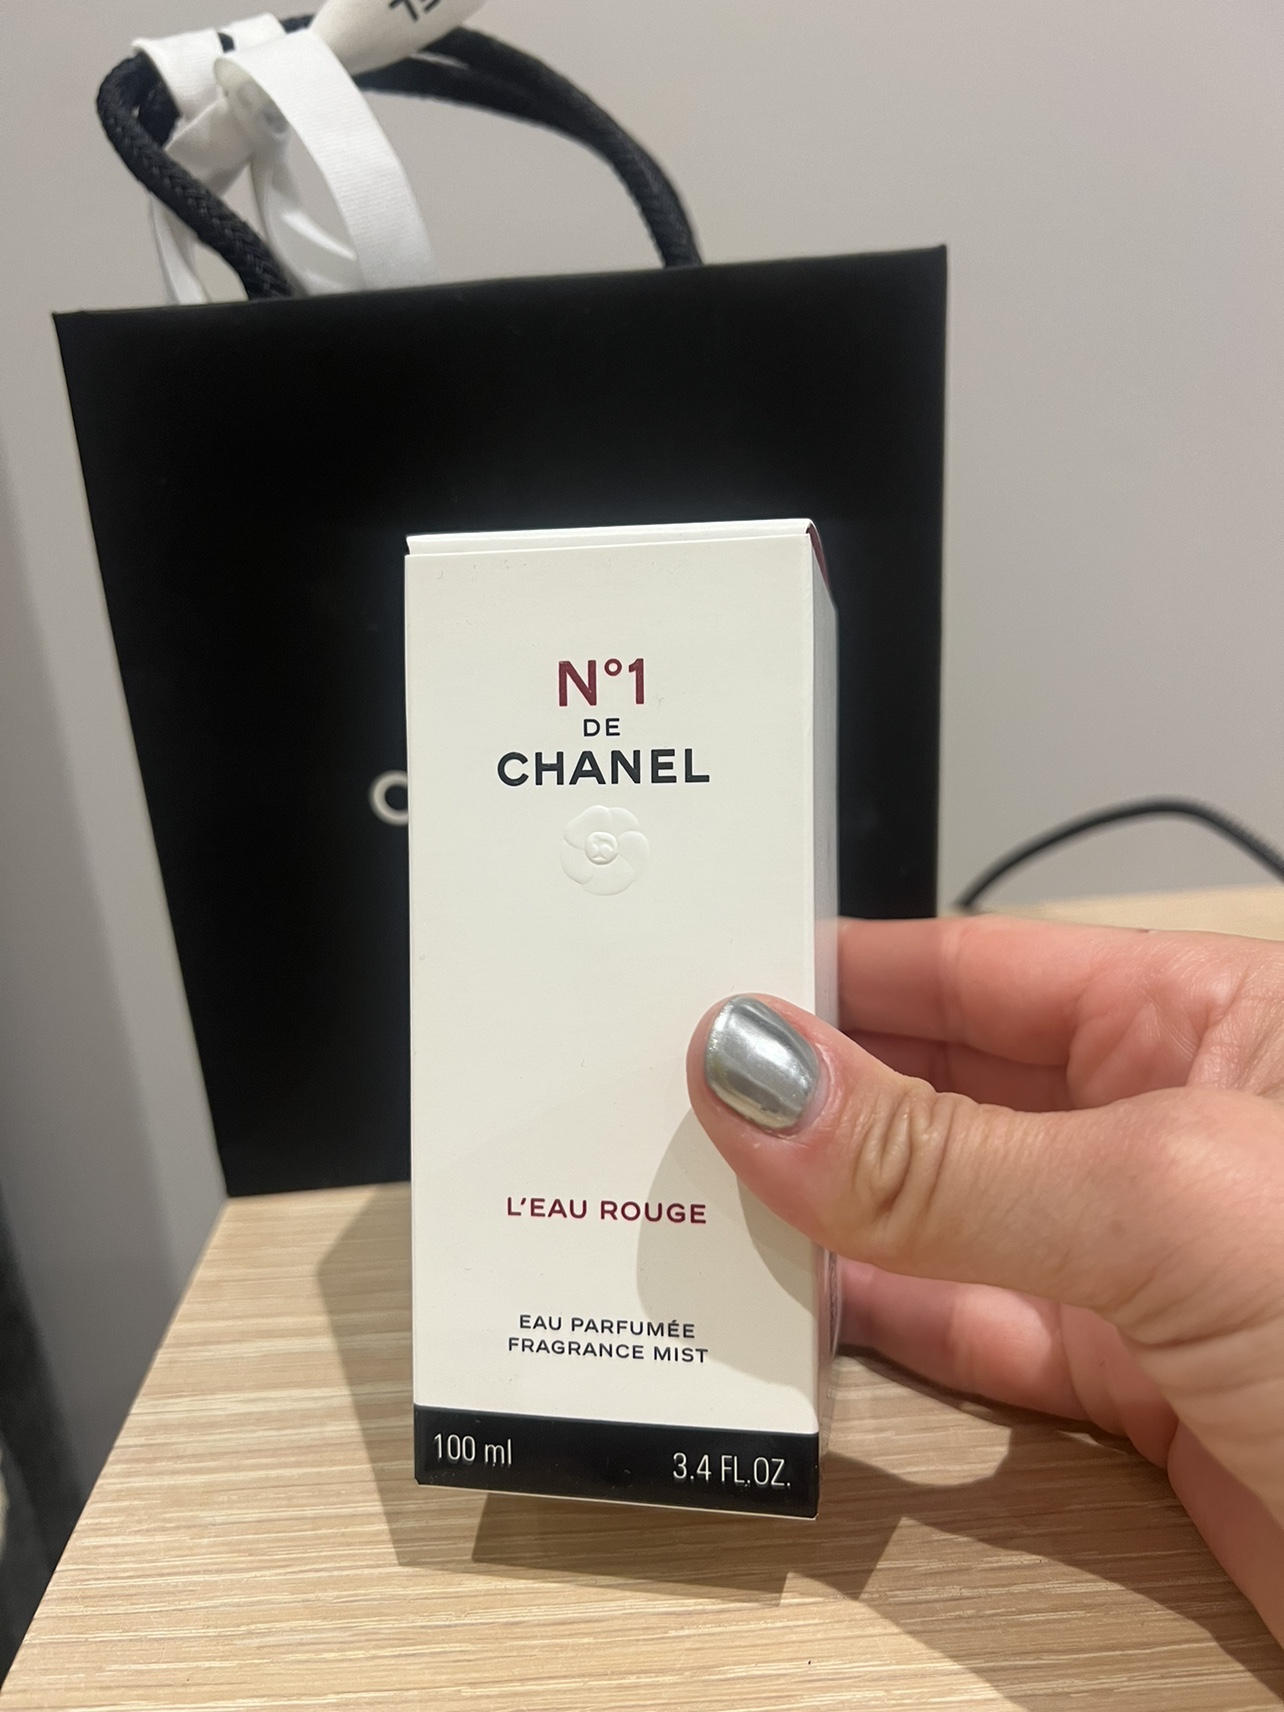 N°1
DE
CHANEL
L'EAU ROUGE
EAU PARFUMÉE
FRAGRANCE MIST
100 ml 3.4 FL.OZ.